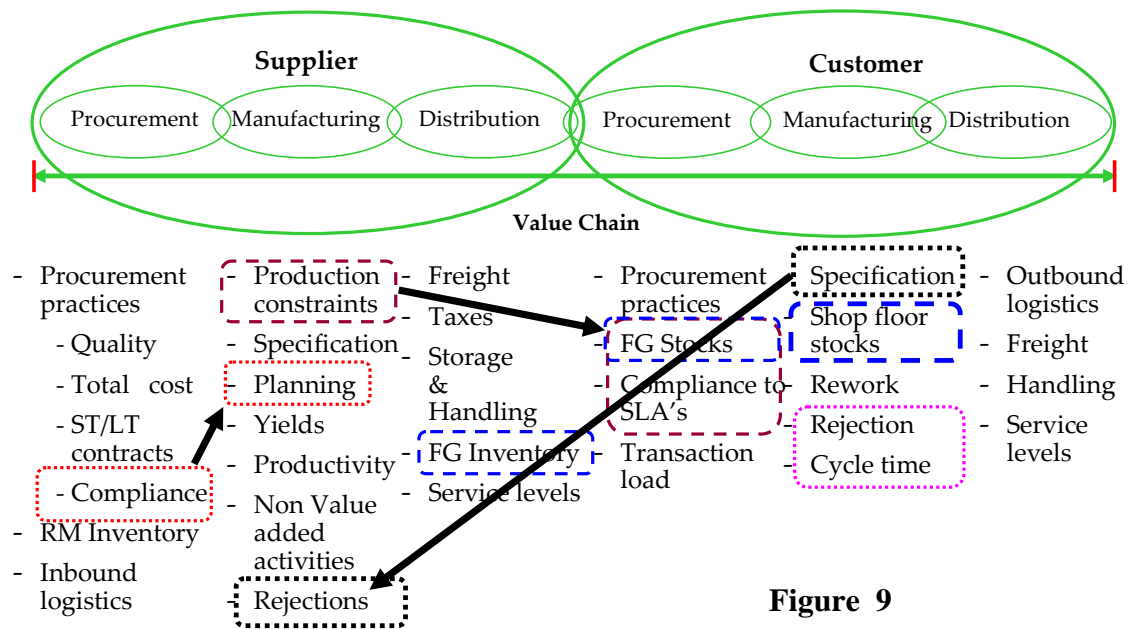 Supplier
Customer
Procurement
Manufacturing
Distribution
Procurement
Manufacturing
Distribution
Value Chain
- Procurement
practices
- Quality
- Total cost
- ST/LT
contracts
- Compliance
- RM Inventory
- Inbound
logistics
- Production
constraints
- Specification
- Planning
- Yields
- Productivity
- Non Value
added
activities
- Rejections
- Freight
- Taxes
- Storage
&
Handling
- FG Inventory
- Service levels
- Procurement
practices
- FG Stocks
- Compliance to
SLA's
- Transaction
load
- Specification
- Shop floor
stocks
- Rework
- Rejection
- Cycle time
- Outbound
logistics
- Freight
- Handling
- Service
levels
Figure 9